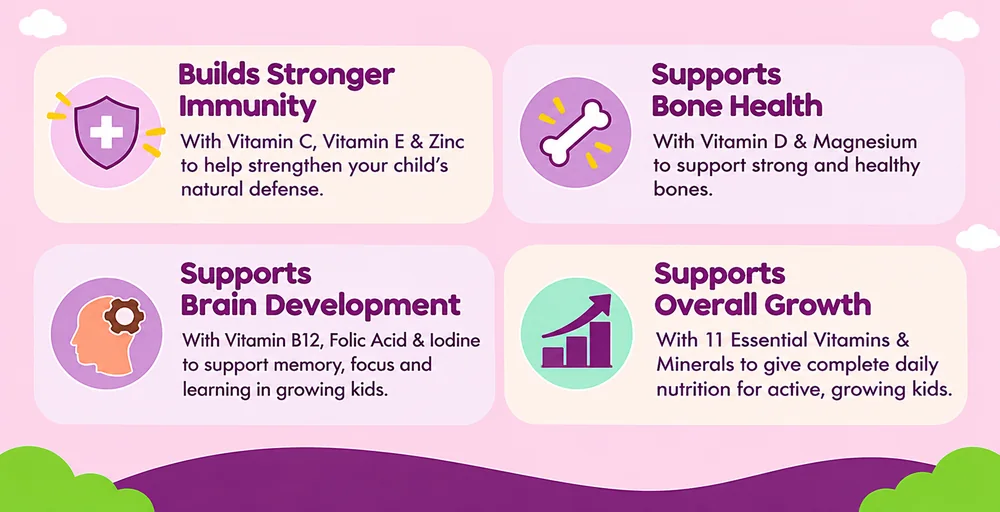 Builds Stronger
Immunity
With Vitamin C, Vitamin E & Zinc
to help strengthen your child's
natural defense.
Supports
Bone Health
With Vitamin D & Magnesium
to support strong and healthy
bones.
Supports
Brain Development
With Vitamin B12, Folic Acid & Iodine
to support memory, focus and
learning in growing kids.
Supports
Overall Growth
With 11 Essential Vitamins &
Minerals to give complete daily
nutrition for active, growing kids.